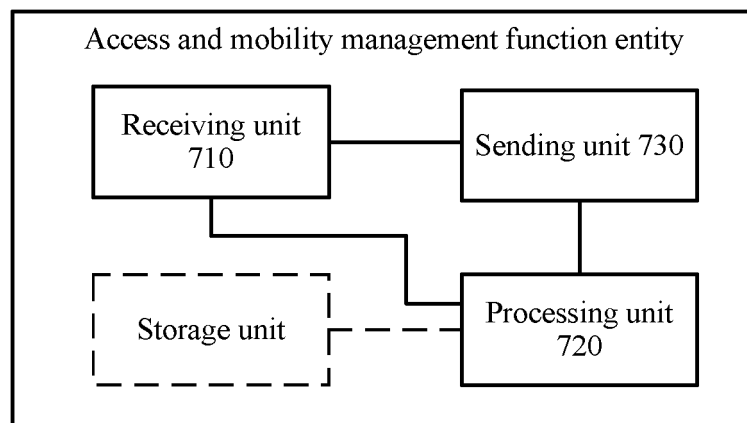 Access and mobility management function entity
Receiving unit
710
Sending unit 730
Storage unit
Processing unit
720